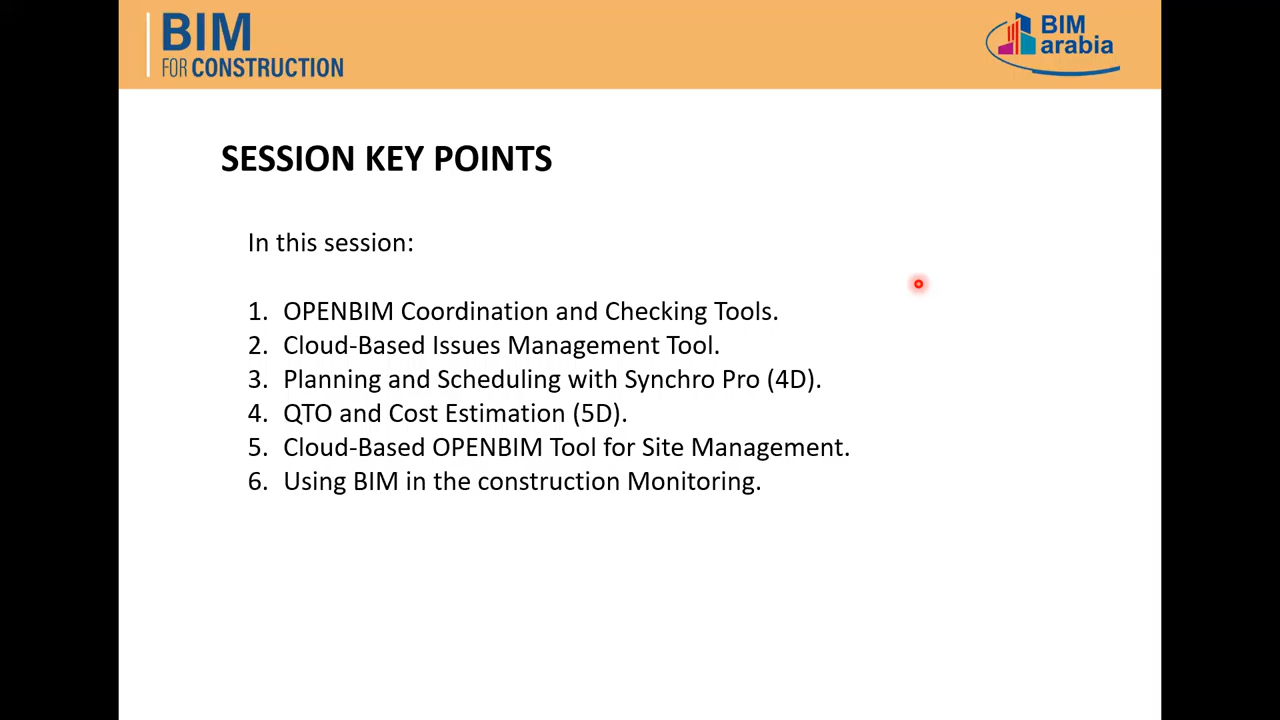 BIM
FOR CONSTRUCTION
BIM
arabia
SESSION KEY POINTS
In this session:
1. OPENBIM Coordination and Checking Tools.
2. Cloud-Based Issues Management Tool.
3. Planning and Scheduling with Synchro Pro (4D).
4. QTO and Cost Estimation (5D).
5. Cloud-Based OPENBIM Tool for Site Management.
6. Using BIM in the construction Monitoring.